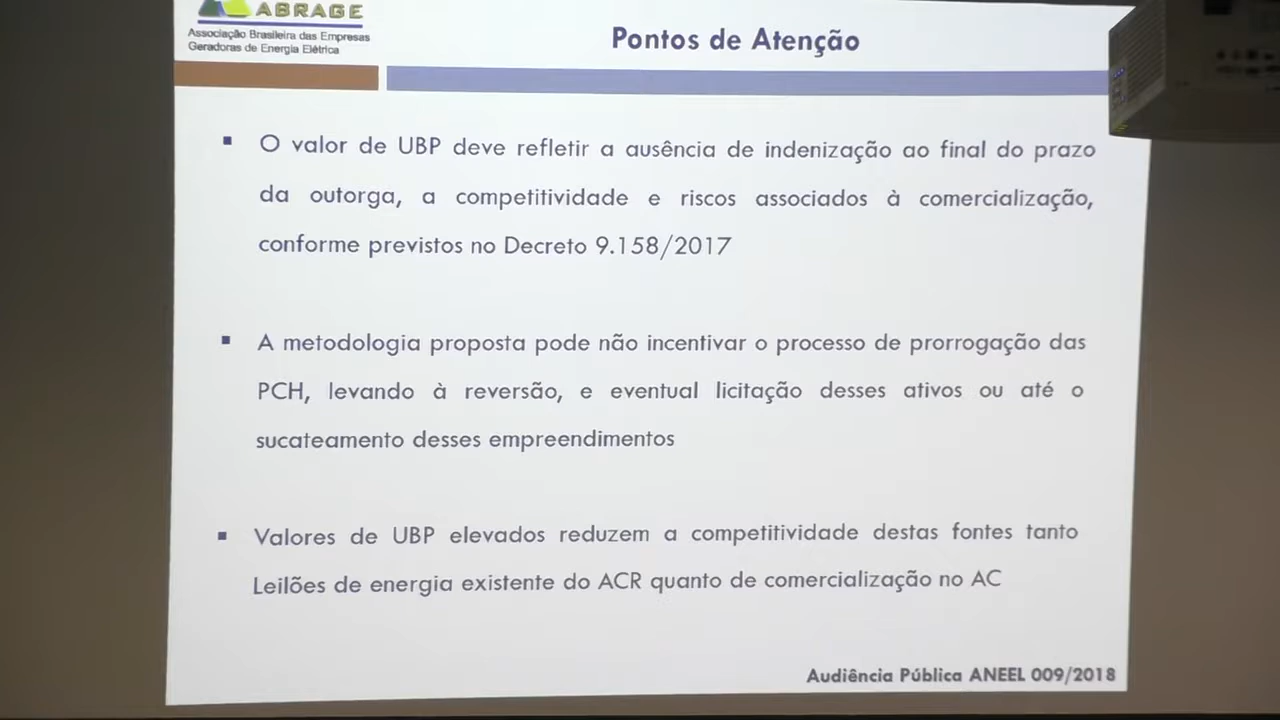 ABRAGE
Associação Brasileira das Empresas
Geradoras de Energia Elétrica
Pontos de Atenção
▪ O valor de UBP deve refletir a ausência de indenização ao final do prazo
da outorga, a competitividade e riscos associados à comercialização,
conforme previstos no Decreto 9.158/2017
▪ A metodologia proposta pode não incentivar o processo de prorrogação das
PCH, levando à reversão, e eventual licitação desses ativos ou até o
sucateamento desses empreendimentos
▪ Valores de UBP elevados reduzem a competitividade destas fontes tanto
Leilões de energia existente do ACR quanto de comercialização no AC
Audiência Pública ANEEL 009/2018